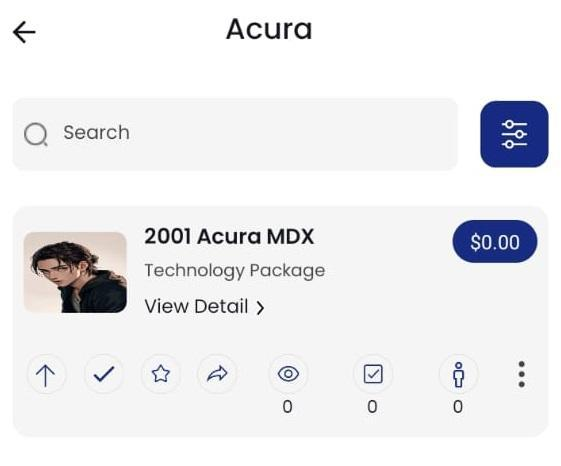 Acura
Search
2001 Acura MDX
$0.00
Technology Package
View Detail
0 0 0